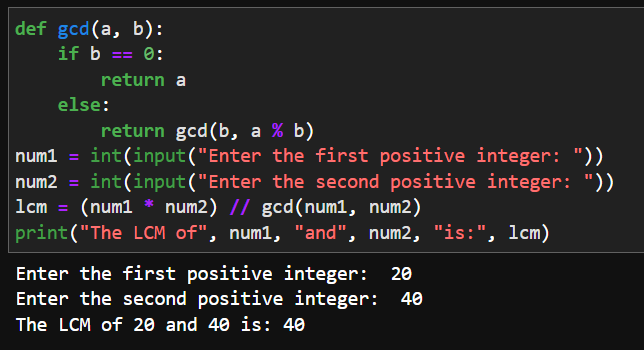 def gcd(a, b):
    if b == 0:
        return a
    else:
        return gcd(b, a % b)
num1 = int(input("Enter the first positive integer: "))
num2 = int(input("Enter the second positive integer: "))
lcm = (num1 * num2) // gcd(num1, num2)
print("The LCM of", num1, "and", num2, "is:", lcm)
Enter the first positive integer:  20
Enter the second positive integer:  40
The LCM of 20 and 40 is: 40